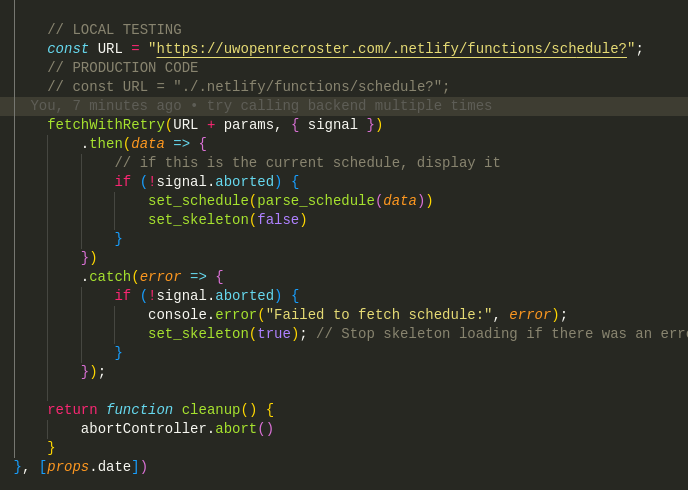 // LOCAL TESTING
const URL = "https://uwopenrecroster.com/.netlify/functions/schedule?";
// PRODUCTION CODE
// const URL = "./.netlify/functions/schedule?";
You, 7 minutes ago • try calling backend multiple times
fetchWithRetry(URL + params, { signal })
.then(data => {
// if this is the current schedule, display it
if (!signal.aborted) {
set_schedule(parse_schedule(data))
set_skeleton(false)
}
})
.catch(error => {
if (!signal.aborted) {
console.error("Failed to fetch schedule:", error);
set_skeleton(true); // Stop skeleton loading if there was an erro
}
});
return function cleanup() {
abortController.abort()
}
}, [props.date])